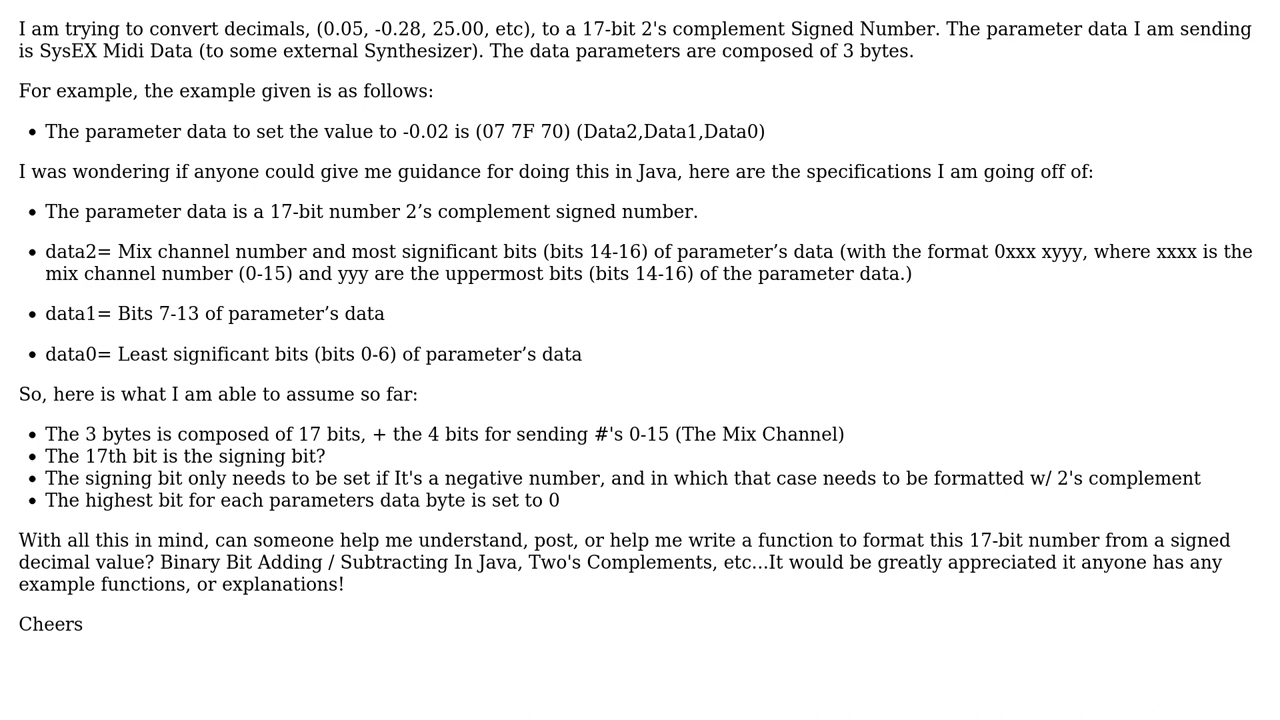 I am trying to convert decimals, (0.05, -0.28, 25.00, etc), to a 17-bit 2's complement Signed Number. The parameter data I am sending
is SysEX Midi Data (to some external Synthesizer). The data parameters are composed of 3 bytes.
For example, the example given is as follows:
• The parameter data to set the value to -0.02 is (07 7F 70) (Data2,Data1,Data0)
I was wondering if anyone could give me guidance for doing this in Java, here are the specifications I am going off of:
• The parameter data is a 17-bit number 2’s complement signed number.
• data2= Mix channel number and most significant bits (bits 14-16) of parameter’s data (with the format 0xxx xyyy, where xxxx is the
mix channel number (0-15) and yyy are the uppermost bits (bits 14-16) of the parameter data.)
• data1= Bits 7-13 of parameter’s data
• data0= Least significant bits (bits 0-6) of parameter’s data
So, here is what I am able to assume so far:
• The 3 bytes is composed of 17 bits, + the 4 bits for sending #'s 0-15 (The Mix Channel)
• The 17th bit is the signing bit?
• The signing bit only needs to be set if It's a negative number, and in which that case needs to be formatted w/ 2's complement
• The highest bit for each parameters data byte is set to 0
With all this in mind, can someone help me understand, post, or help me write a function to format this 17-bit number from a signed
decimal value? Binary Bit Adding / Subtracting In Java, Two's Complements, etc...It would be greatly appreciated it anyone has any
example functions, or explanations!
Cheers